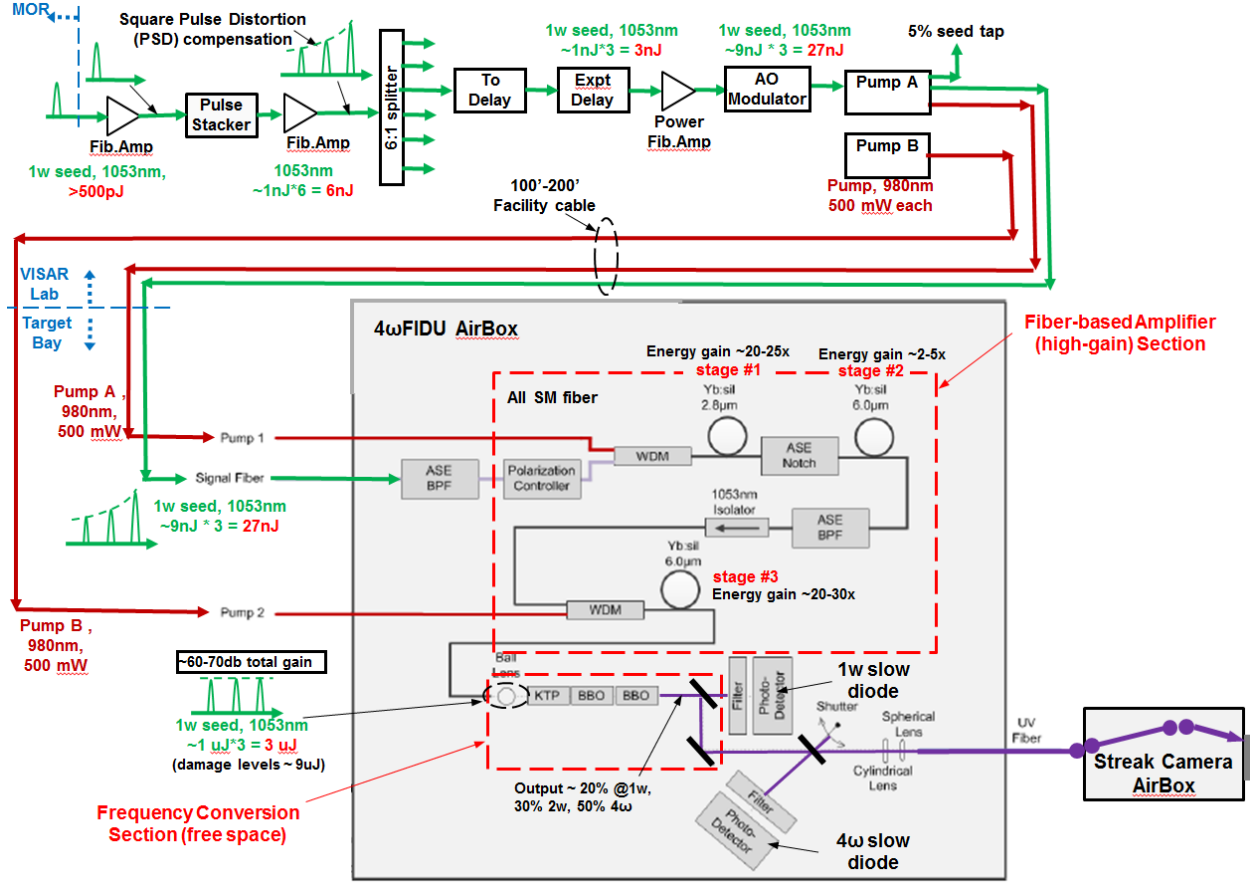 MOR
Square Pulse Distortion
(PSD) compensation
1w seed, 1053nm
~1nJ*3 = 3nJ
1w seed, 1053nm
~9nJ * 3 = 27nJ
5% seed tap
Fib.Amp
Pulse
Stacker
Fib.Amp
6:1 splitter
To
Delay
Expt
Delay
Power
Fib.Amp
AO
Modulator
Pump A
Pump B
1w seed, 1053nm,
>500pJ
1053nm
~1nJ*6 = 6nJ
Pump, 980nm
500 mW each
100’-200’
Facility cable
VISAR
Lab
Target
Bay
4ωFIDU AirBox
Fiber-based Amplifier
(high-gain) Section
Energy gain ~20-25x
stage #1
Energy gain ~2-5x
stage #2
All SM fiber
Yb:sil
2.8μm
Yb:sil
6.0μm
Pump A ,
980nm,
500 mW
Pump 1
WDM
ASE
Notch
Signal Fiber
ASE
BPF
Polarization
Controller
1w seed, 1053nm
~9nJ * 3 = 27nJ
1053nm
Isolator
ASE
BPF
Yb:sil
6.0μm
stage #3
Energy gain ~20-30x
Pump 2
WDM
Pump B ,
980nm,
500 mW
~60-70db total gain
Ball
Lens
KTP
BBO
BBO
Filter
Photo-
Detector
1w slow
diode
1w seed, 1053nm
~1 uJ*3 = 3 uJ
(damage levels ~ 9uJ)
Shutter
Spherical
Lens
UV
Fiber
Cylindrical
Lens
Streak Camera
AirBox
Output ~ 20% @1w,
30% 2w, 50% 4ω
Frequency Conversion
Section (free space)
Filter
Photo-
Detector
4ω slow
diode